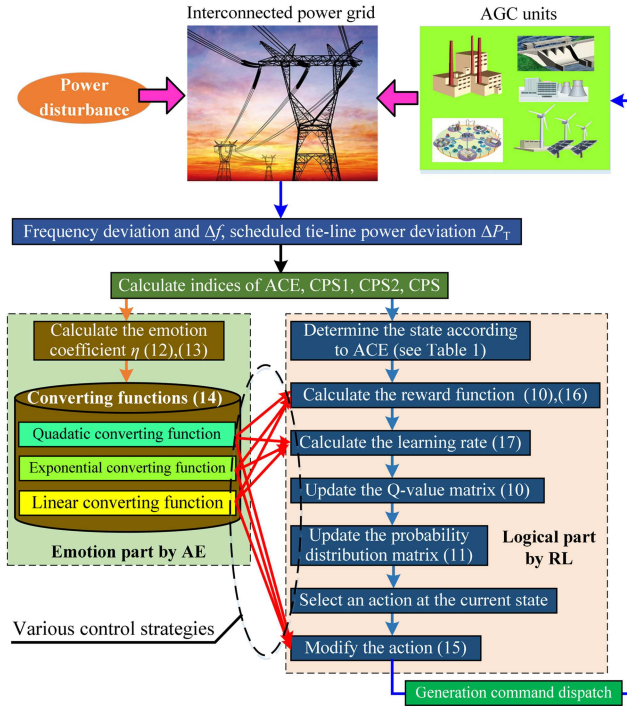 Interconnected power grid
AGC units
Power
disturbance
Frequency deviation and Δf, scheduled tie-line power deviation ΔP_T
Calculate indices of ACE, CPS1, CPS2, CPS
Calculate the emotion
coefficient η (12),(13)
Converting functions (14)
Quadatic converting function
Exponential converting function
Linear converting function
Emotion part by AE
Various control strategies
Determine the state according
to ACE (see Table 1)
Calculate the reward function (10),(16)
Calculate the learning rate (17)
Update the Q-value matrix (10)
Update the probability
distribution matrix (11)
Logical part
by RL
Select an action at the current state
Modify the action (15)
Generation command dispatch